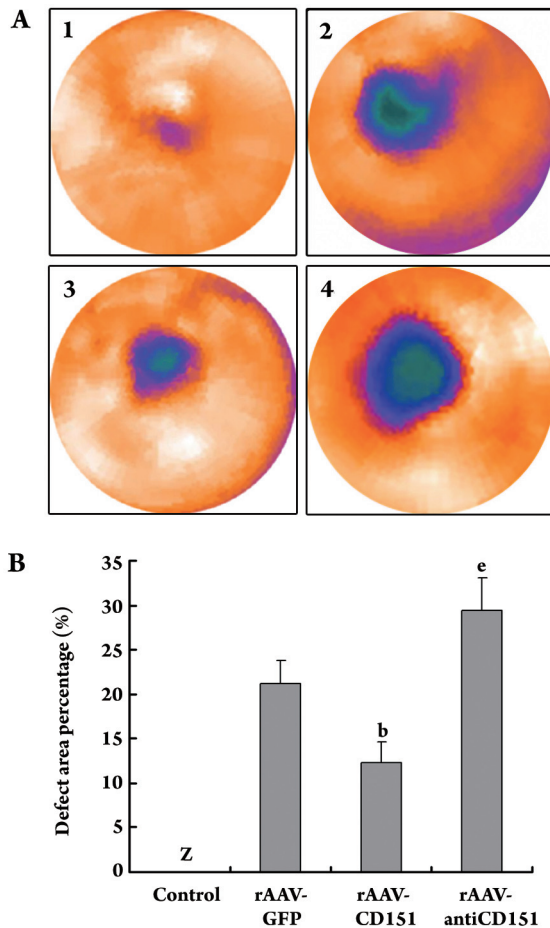 A
1
2
3
4
B
Defect area percentage (%)
35
30
25
20
15
10
5
0
Z
b
e
Control
rAAV-
GFP
rAAV-
CD151
rAAV-
antiCD151